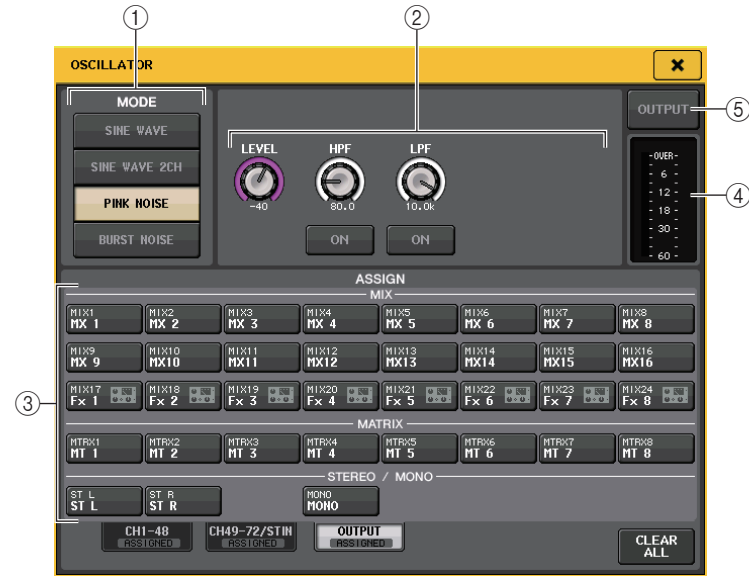 ① ②
OSCILLATOR ×
MODE
SINE WAVE
SINE WAVE 2CH
PINK NOISE
BURST NOISE
LEVEL HPF LPF
-40 80.0 10.0k
ON ON
OUTPUT ⑤
-OVER-
- 6 -
- 12 - ④
- 18 -
- 30 -
- 60 -
ASSIGN
MIX
MIX1 MIX2 MIX3 MIX4 MIX5 MIX6 MIX7 MIX8
MX 1 MX 2 MX 3 MX 4 MX 5 MX 6 MX 7 MX 8
MIX9 MIX10 MIX11 MIX12 MIX13 MIX14 MIX15 MIX16
MX 9 MX10 MX11 MX12 MX13 MX14 MX15 MX16
MIX17 MIX18 MIX19 MIX20 MIX21 MIX22 MIX23 MIX24
③ Fx 1 Fx 2 Fx 3 Fx 4 Fx 5 Fx 6 Fx 7 Fx 8
MATRIX
MTRX1 MTRX2 MTRX3 MTRX4 MTRX5 MTRX6 MTRX7 MTRX8
MT 1 MT 2 MT 3 MT 4 MT 5 MT 6 MT 7 MT 8
STEREO / MONO
ST L ST R MONO
ST L ST R MONO
CH1-48 CH49-72/STIN OUTPUT
ASSIGNED ASSIGNED ASSIGNED
CLEAR
ALL